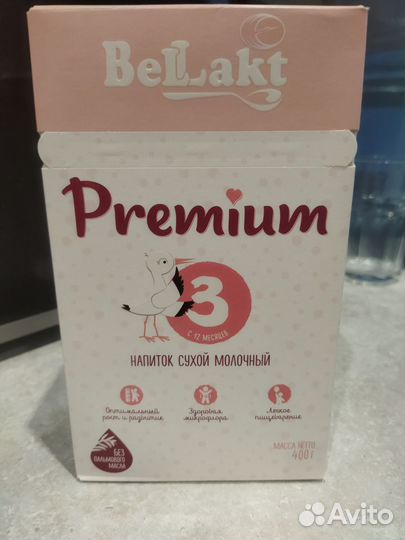 BeLLakt
Premium
3
С 12 МЕСЯЦЕВ
НАПИТОК СУХОЙ МОЛОЧНЫЙ
Оптимальный Здоровая Легкое
рост и развитие микрофлора пищеварение
БЕЗ
ПАЛЬМОВОГО
МАСЛА
МАССА НЕТТО
400 г
Avito